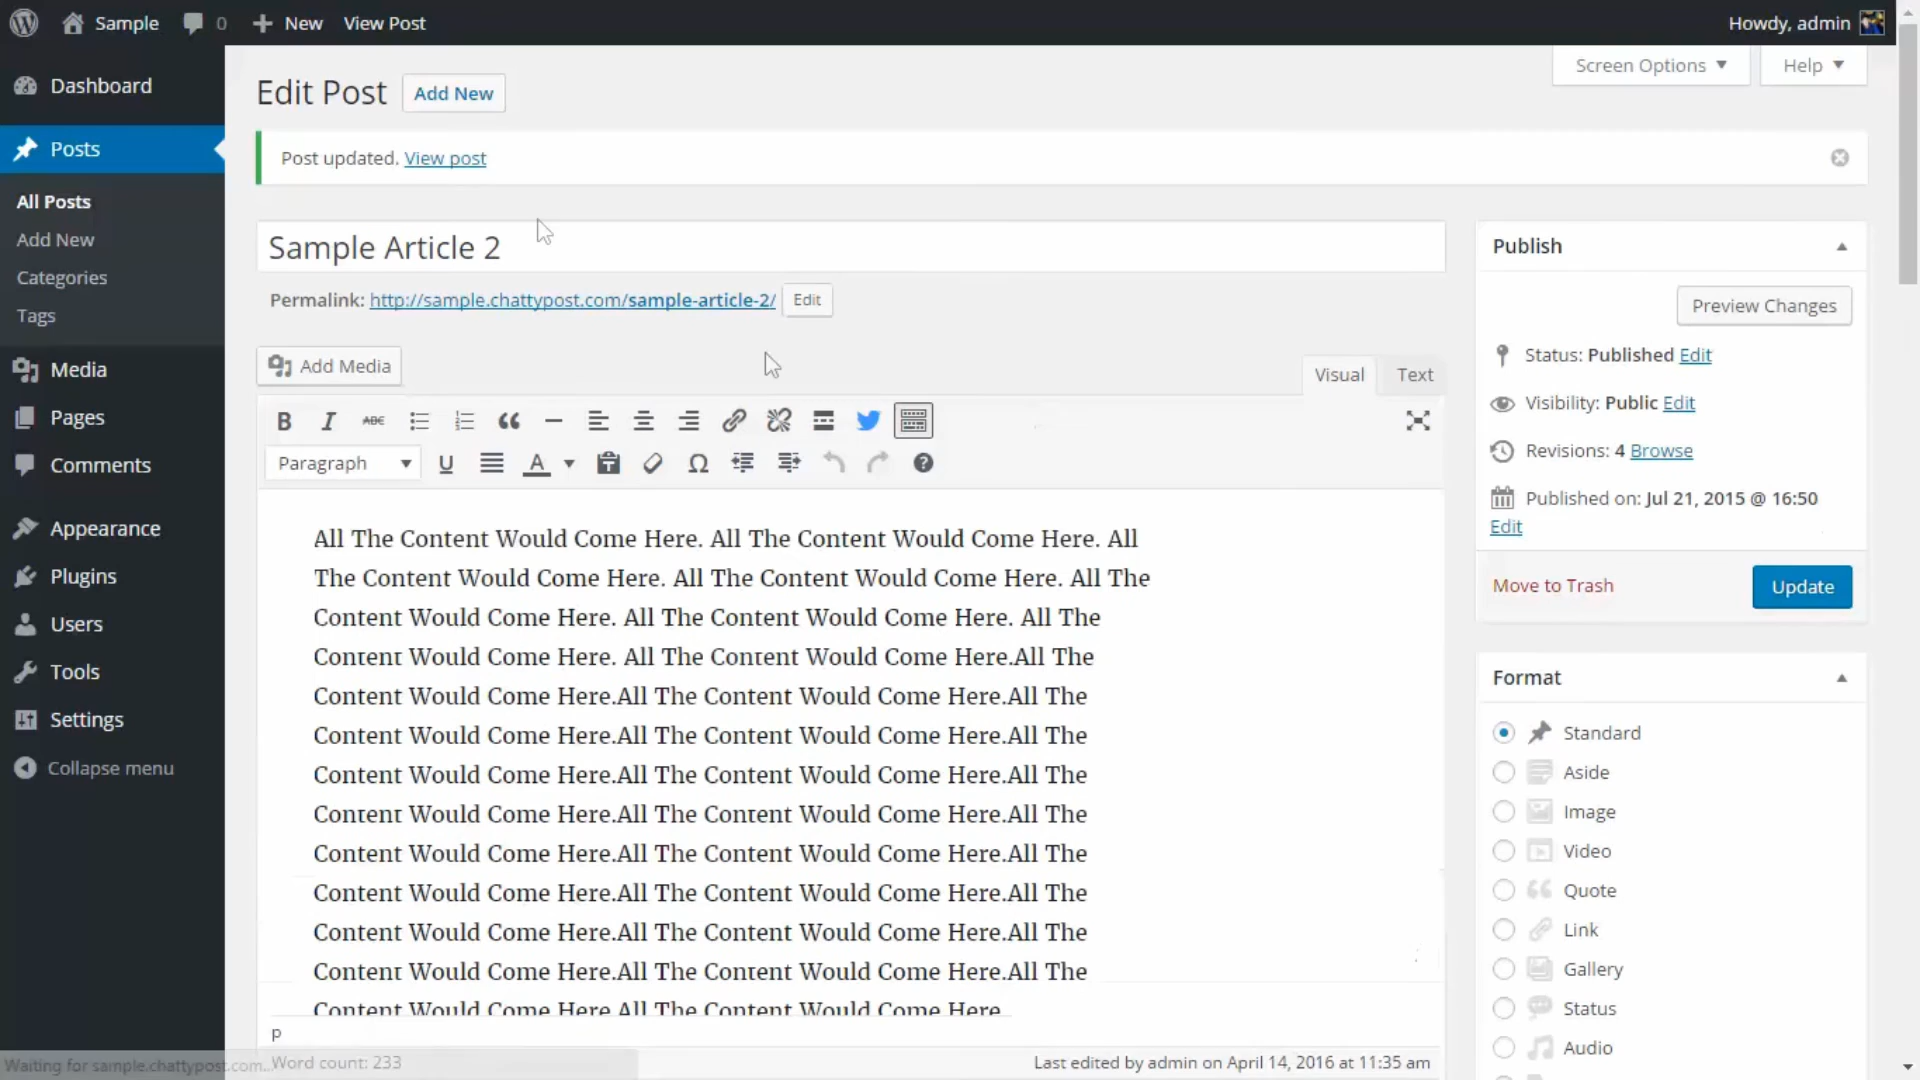 Sample 0 New View Post Howdy, admin
Dashboard
Posts
All Posts
Add New
Categories
Tags
Media
Pages
Comments
Appearance
Plugins
Users
Tools
Settings
Collapse menu
Screen Options Help
Edit Post Add New
Post updated. View post
Sample Article 2
Permalink: http://sample.chattypost.com/sample-article-2/ Edit
Add Media
Visual Text
B I ABC
Paragraph U A Ω
All The Content Would Come Here. All The Content Would Come Here. All
The Content Would Come Here. All The Content Would Come Here. All The
Content Would Come Here. All The Content Would Come Here. All The
Content Would Come Here. All The Content Would Come Here.All The
Content Would Come Here.All The Content Would Come Here.All The
Content Would Come Here.All The Content Would Come Here.All The
Content Would Come Here.All The Content Would Come Here.All The
Content Would Come Here.All The Content Would Come Here.All The
Content Would Come Here.All The Content Would Come Here.All The
Content Would Come Here.All The Content Would Come Here.All The
Content Would Come Here.All The Content Would Come Here.All The
Content Would Come Here.All The Content Would Come Here.All The
Content Would Come Here.All The Content Would Come Here.
p
Word count: 233
Last edited by admin on April 14, 2016 at 11:35 am
Publish
Preview Changes
Status: Published Edit
Visibility: Public Edit
Revisions: 4 Browse
Published on: Jul 21, 2015 @ 16:50
Edit
Move to Trash Update
Format
Standard
Aside
Image
Video
Quote
Link
Gallery
Status
Audio
Waiting for sample.chattypost.com...